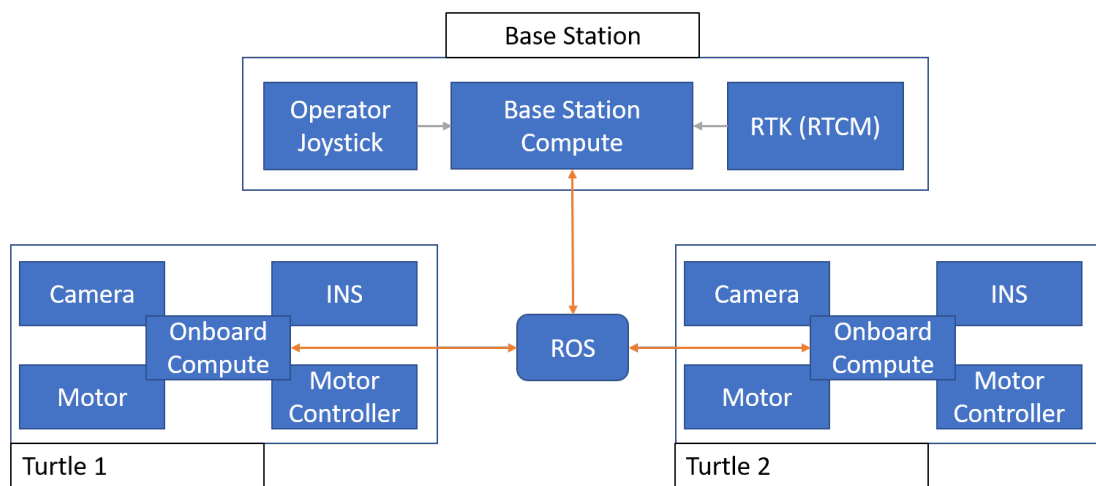 Base Station
Operator
Joystick
Base Station
Compute
RTK (RTCM)
Camera
INS
Onboard
Compute
Motor
Motor
Controller
Turtle 1
ROS
Camera
INS
Onboard
Compute
Motor
Motor
Controller
Turtle 2